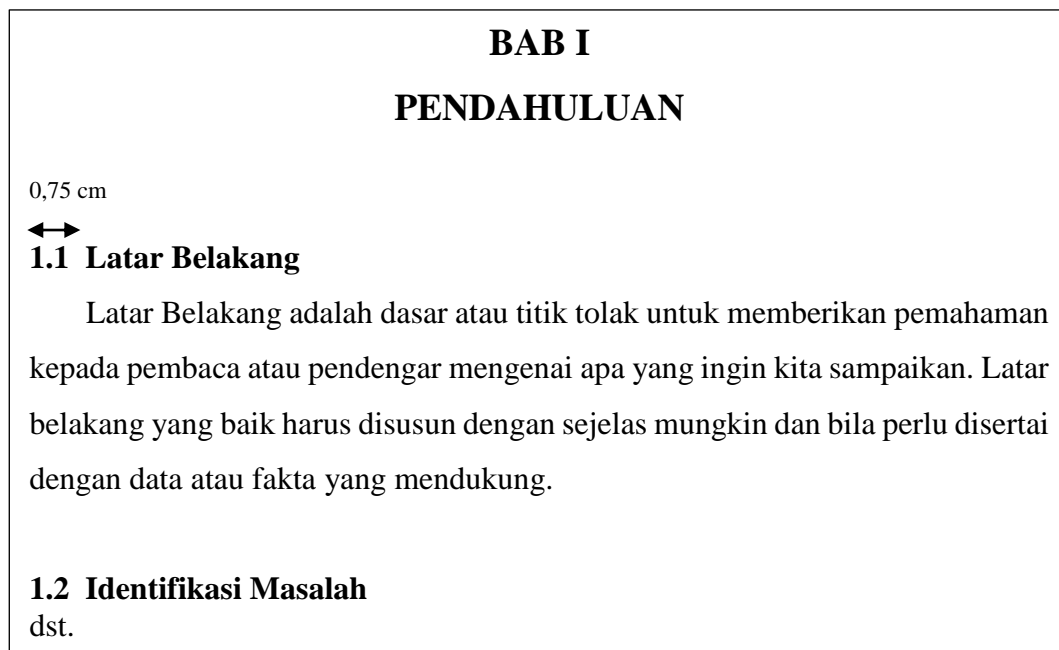 BAB I
PENDAHULUAN
0,75 cm
1.1 Latar Belakang
Latar Belakang adalah dasar atau titik tolak untuk memberikan pemahaman
kepada pembaca atau pendengar mengenai apa yang ingin kita sampaikan. Latar
belakang yang baik harus disusun dengan sejelas mungkin dan bila perlu disertai
dengan data atau fakta yang mendukung.
1.2 Identifikasi Masalah
dst.